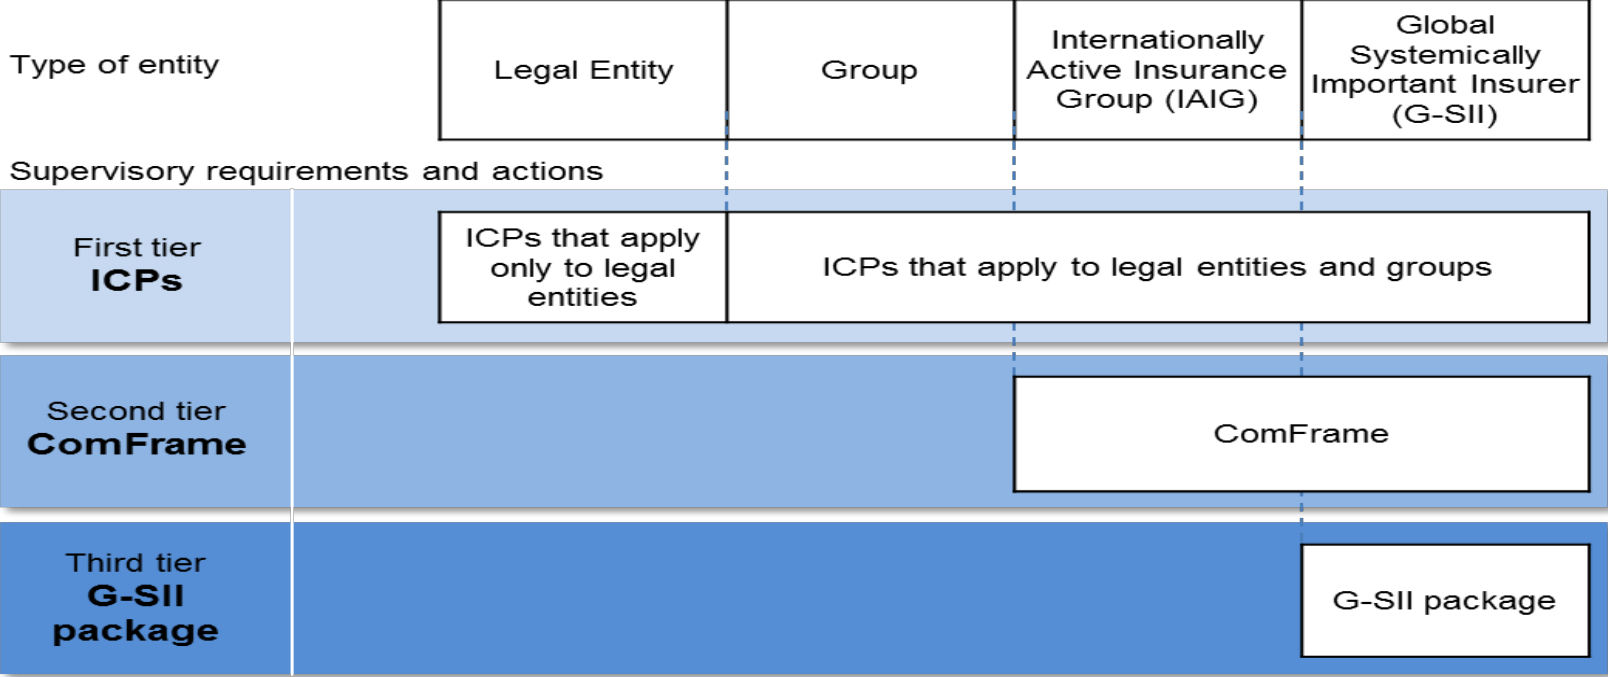 Type of entity
Legal Entity
Group
Internationally
Active Insurance
Group (IAIG)
Global
Systemically
Important Insurer
(G-SII)
Supervisory requirements and actions
First tier
ICPs
ICPs that apply
only to legal
entities
ICPs that apply to legal entities and groups
Second tier
ComFrame
ComFrame
Third tier
G-SII
package
G-SII package